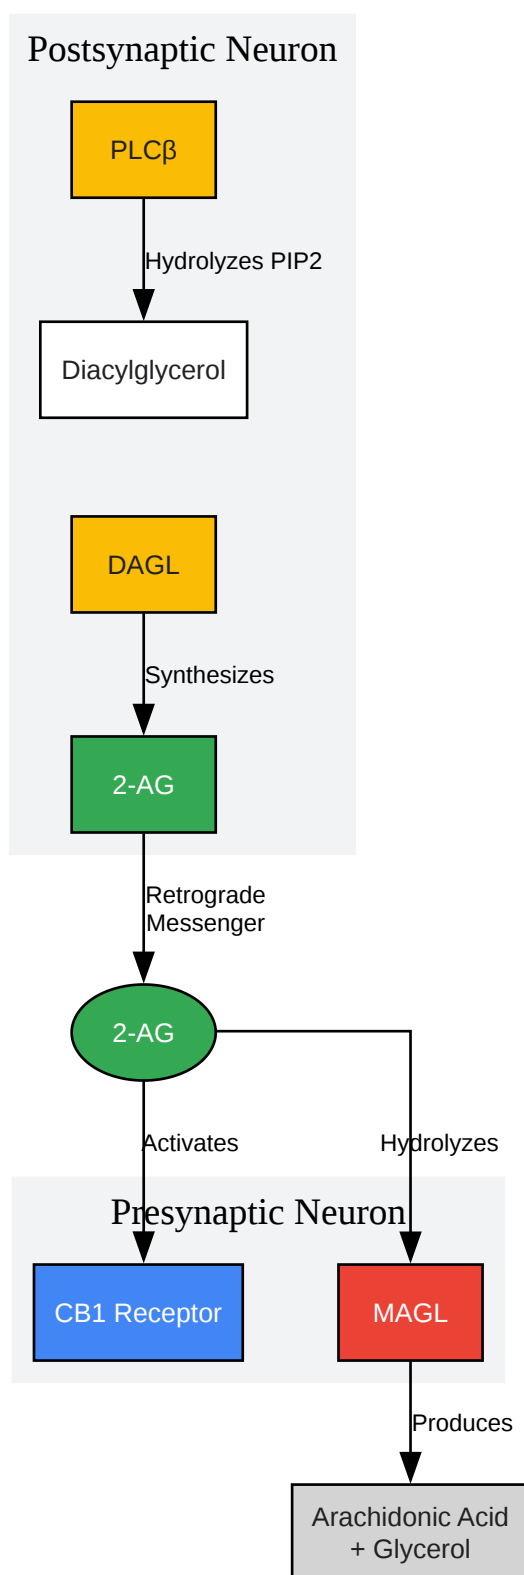 Postsynaptic Neuron
PLCβ
Hydrolyzes PIP2
Diacylglycerol
DAGL
Synthesizes
2-AG
Retrograde
Messenger
2-AG
Activates
Hydrolyzes
Presynaptic Neuron
CB1 Receptor
MAGL
Produces
Arachidonic Acid
+ Glycerol